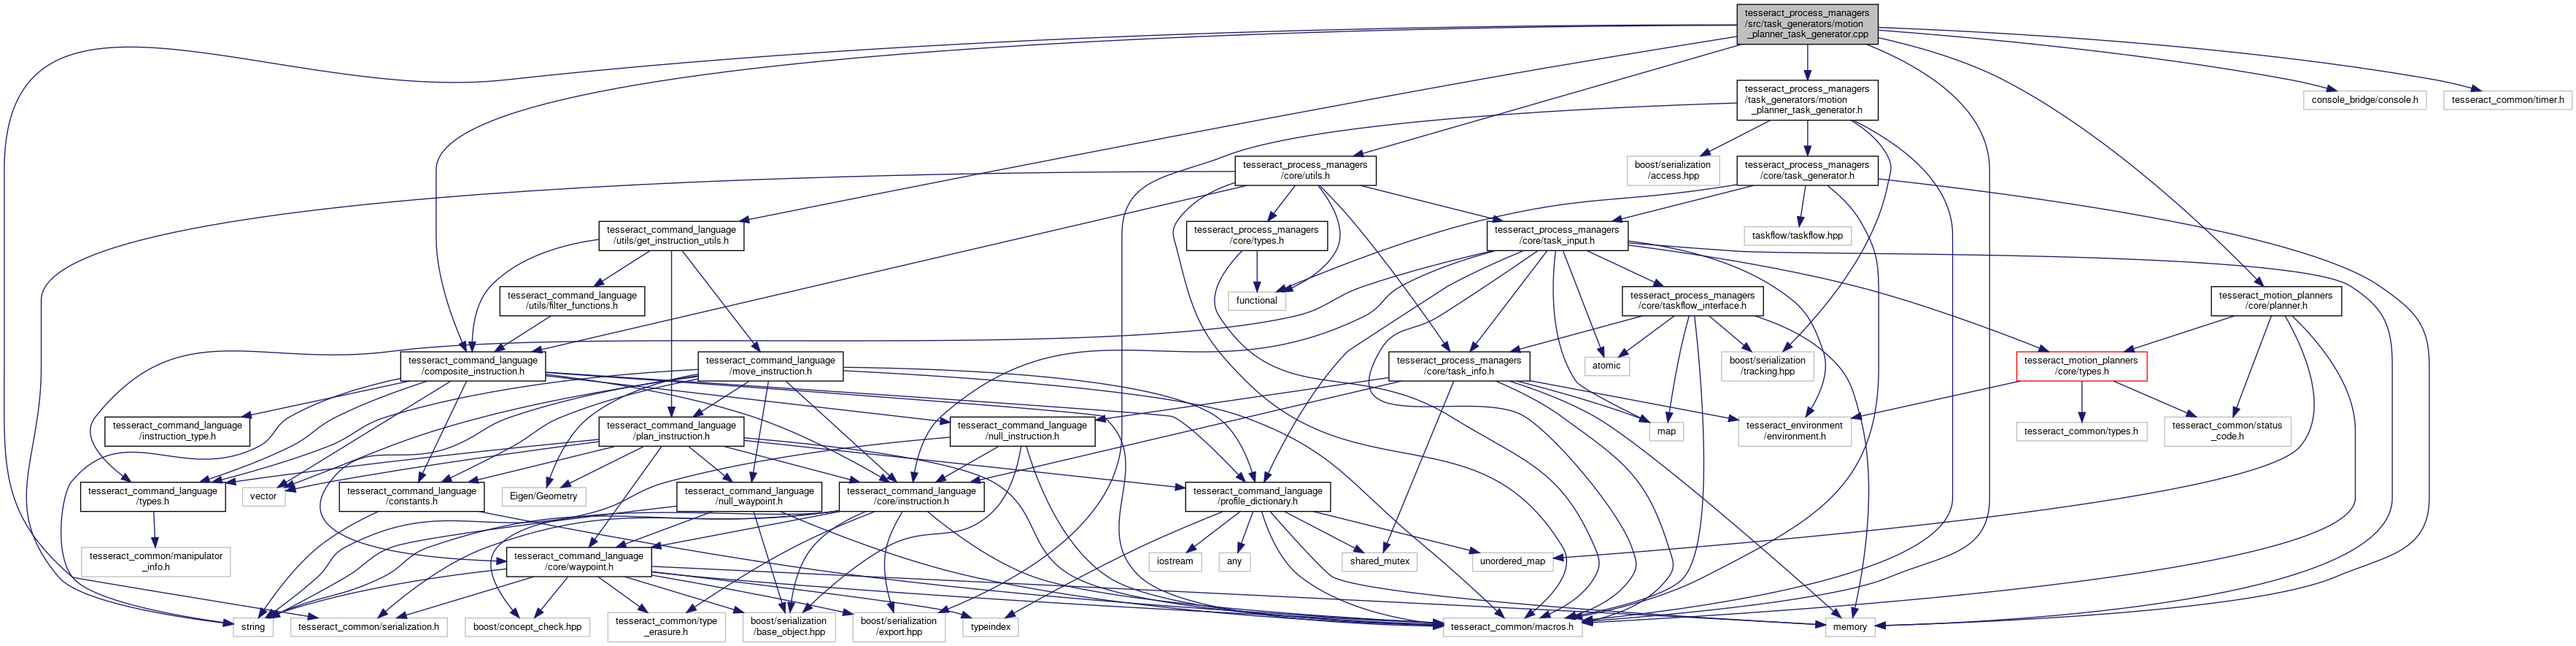 tesseract_process_managers
/src/task_generators/motion
_planner_task_generator.cpp
tesseract_process_managers
/task_generators/motion
_planner_task_generator.h
console_bridge/console.h
tesseract_common/timer.h
tesseract_process_managers
/core/utils.h
boost/serialization
/access.hpp
tesseract_process_managers
/core/task_generator.h
tesseract_command_language
/utils/get_instruction_utils.h
tesseract_process_managers
/core/types.h
tesseract_process_managers
/core/task_input.h
taskflow/taskflow.hpp
tesseract_command_language
/utils/filter_functions.h
functional
tesseract_process_managers
/core/taskflow_interface.h
tesseract_motion_planners
/core/planner.h
tesseract_command_language
/composite_instruction.h
tesseract_command_language
/move_instruction.h
tesseract_process_managers
/core/task_info.h
atomic
boost/serialization
/tracking.hpp
tesseract_motion_planners
/core/types.h
tesseract_command_language
/instruction_type.h
tesseract_command_language
/plan_instruction.h
tesseract_command_language
/null_instruction.h
map
tesseract_environment
/environment.h
tesseract_common/types.h
tesseract_common/status
_code.h
tesseract_command_language
/types.h
vector
tesseract_command_language
/constants.h
Eigen/Geometry
tesseract_command_language
/null_waypoint.h
tesseract_command_language
/core/instruction.h
tesseract_command_language
/profile_dictionary.h
tesseract_common/manipulator
_info.h
tesseract_command_language
/core/waypoint.h
iostream
any
shared_mutex
unordered_map
string
tesseract_common/serialization.h
boost/concept_check.hpp
tesseract_common/type
_erasure.h
boost/serialization
/base_object.hpp
boost/serialization
/export.hpp
typeindex
tesseract_common/macros.h
memory